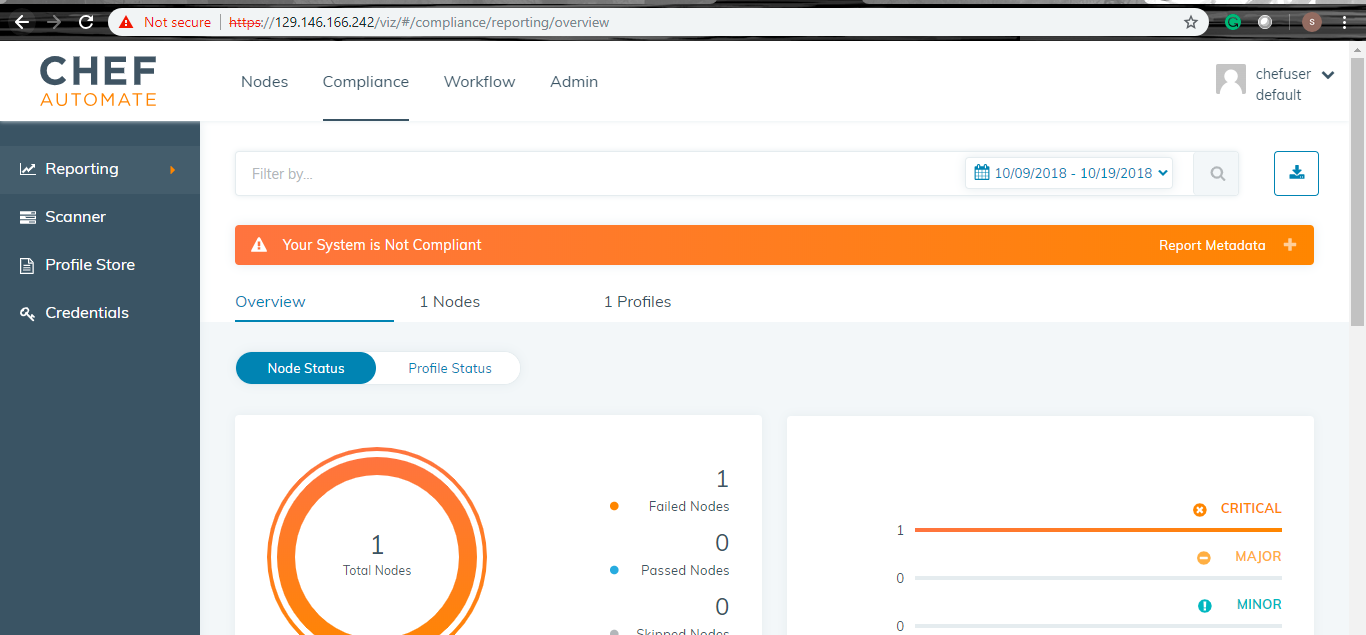 Not secure https://129.146.166.242/viz/#/compliance/reporting/overview S
CHEF
AUTOMATE
Nodes Compliance Workflow Admin
chefuser
default
Reporting
Scanner
Profile Store
Credentials
Filter by...
10/09/2018 - 10/19/2018
Your System is Not Compliant
Report Metadata
Overview 1 Nodes 1 Profiles
Node Status Profile Status
1
Total Nodes
1
Failed Nodes
0
Passed Nodes
0
Skipped Nodes
CRITICAL
1
MAJOR
0
MINOR
0